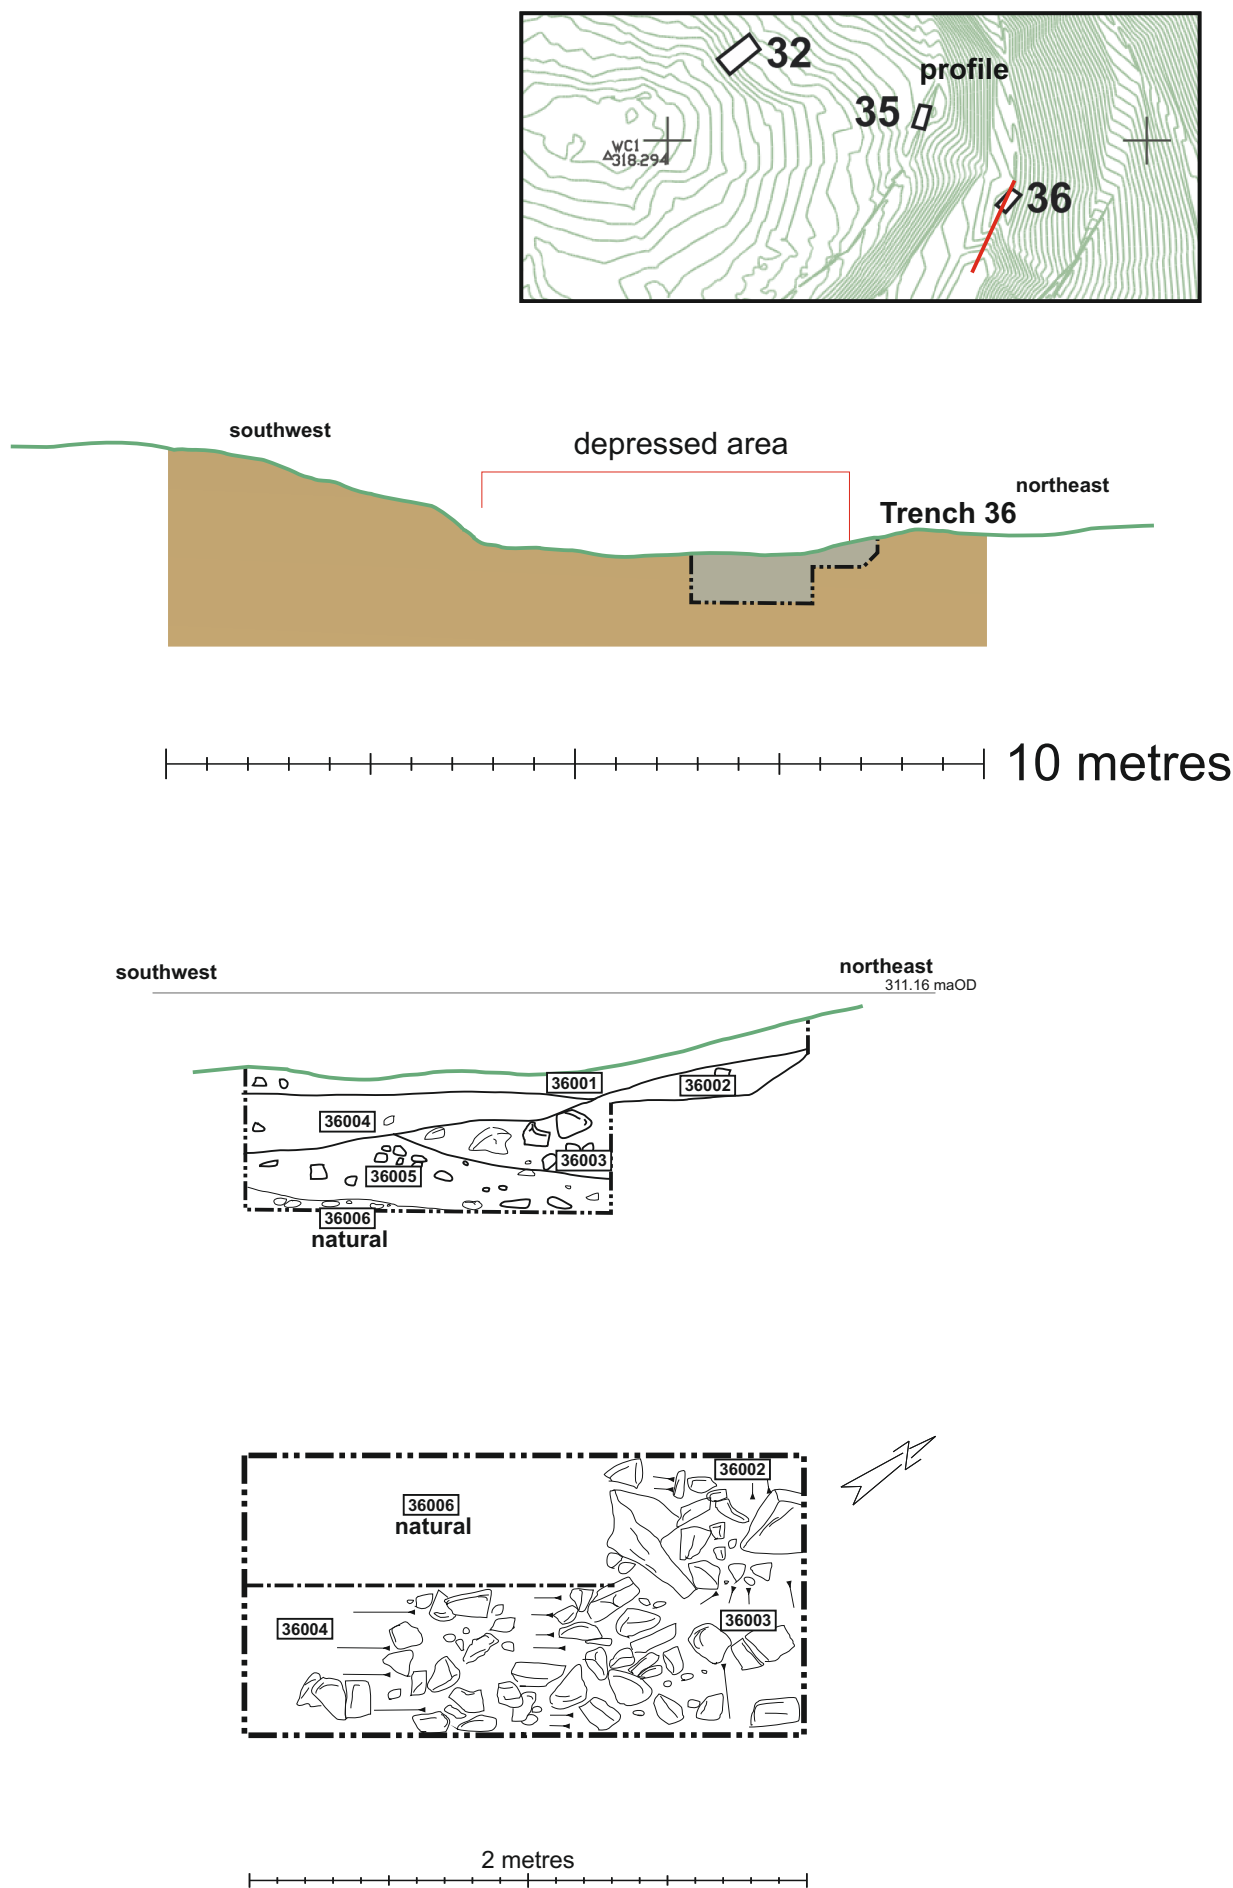 32
profile
35
WC1
318.294
36
southwest
depressed area
northeast
Trench 36
10 metres
southwest
northeast
311.16 maOD
36001
36002
36004
36003
36005
36006
natural
36002
36006
natural
36004
36003
2 metres